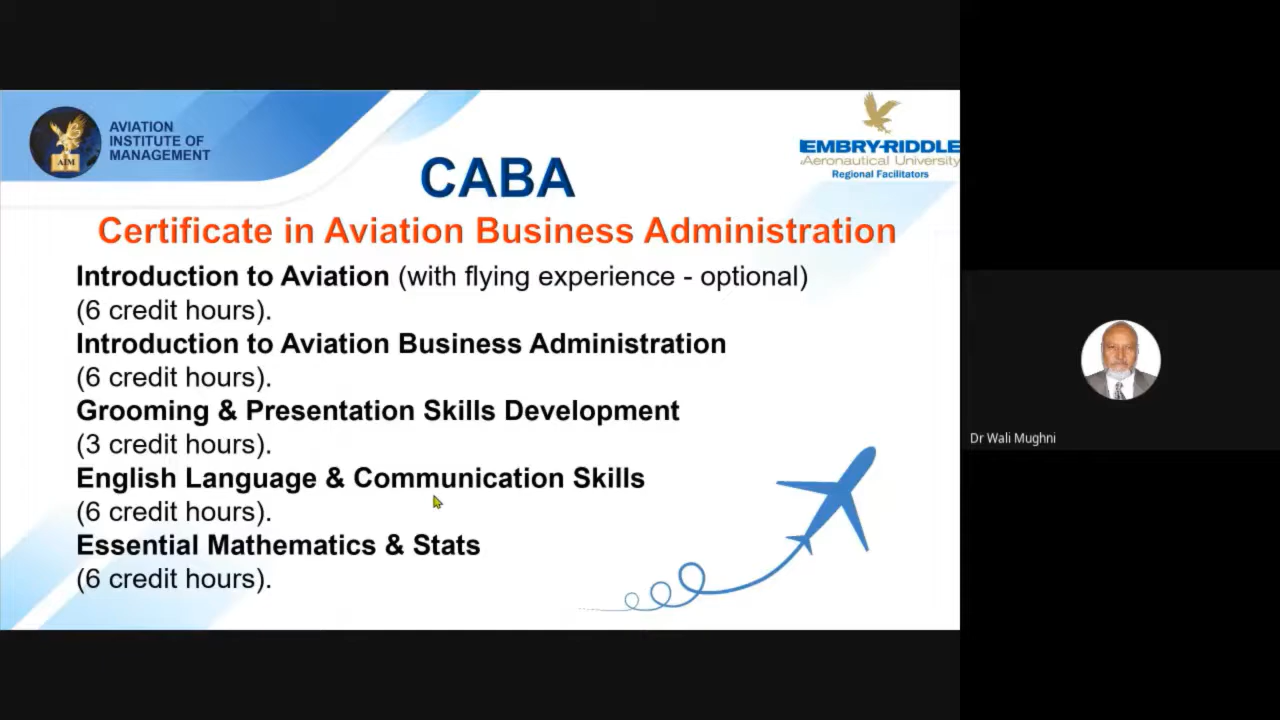 AVIATION
INSTITUTE OF
MANAGEMENT
AIM
EMBRY-RIDDLE
Aeronautical University
Regional Facilitators
CABA
Certificate in Aviation Business Administration
Introduction to Aviation (with flying experience - optional)
(6 credit hours).
Introduction to Aviation Business Administration
(6 credit hours).
Grooming & Presentation Skills Development
(3 credit hours).
English Language & Communication Skills
(6 credit hours).
Essential Mathematics & Stats
(6 credit hours).
Dr Wali Mughni